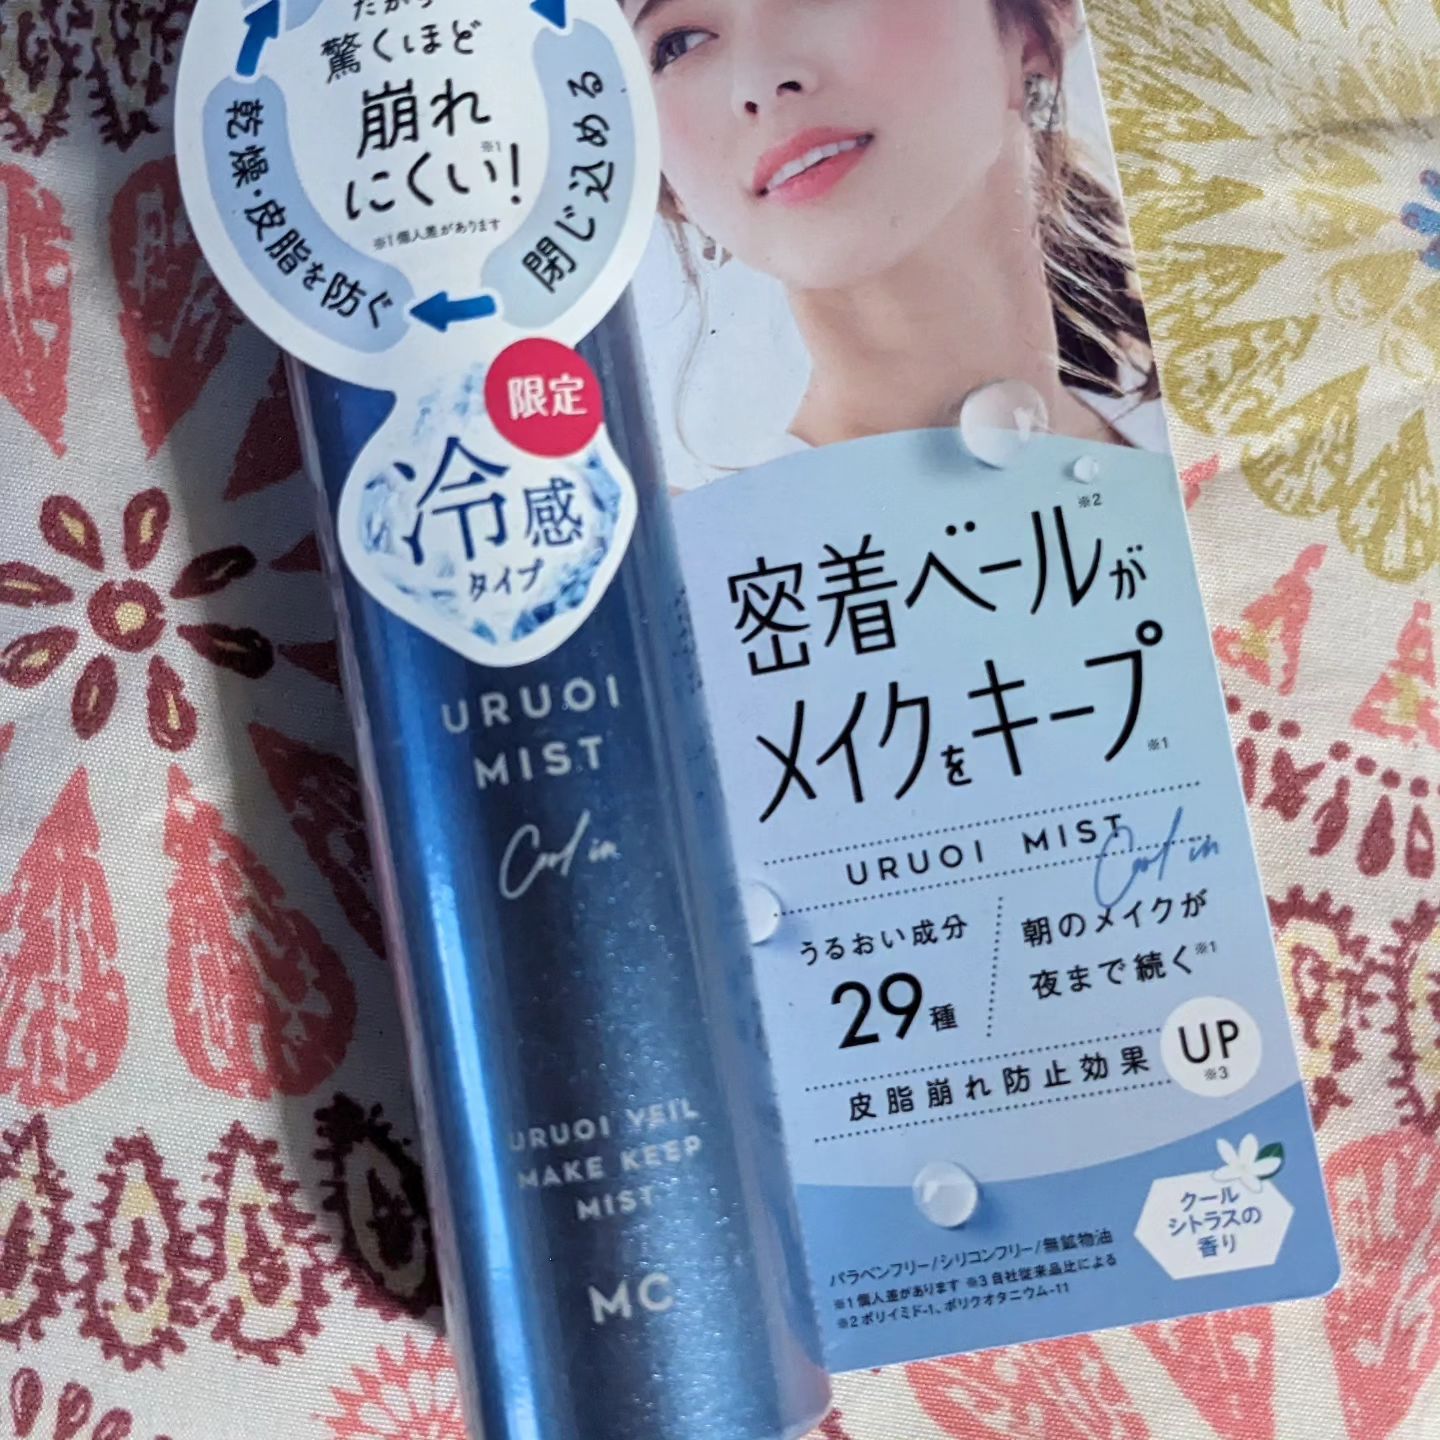 驚くほど
崩れ
にくい!※1
※1個人差があります
閉じ込める
乾燥・皮脂を防ぐ
限定
冷感
タイプ
URUOI
MIST
Cool in
URUOI VEIL
MAKE KEEP
MIST
MC
密着ベール※2が
メイクをキープ※1
URUOI MIST
Cool in
うるおい成分
29種
朝のメイクが
夜まで続く※1
皮脂崩れ防止効果
UP
※3
クール
シトラスの
香り
パラベンフリー/シリコンフリー/無鉱物油
※1個人差があります ※3自社従来品比による
※2ポリイミド-1、ポリクオタニウム-11